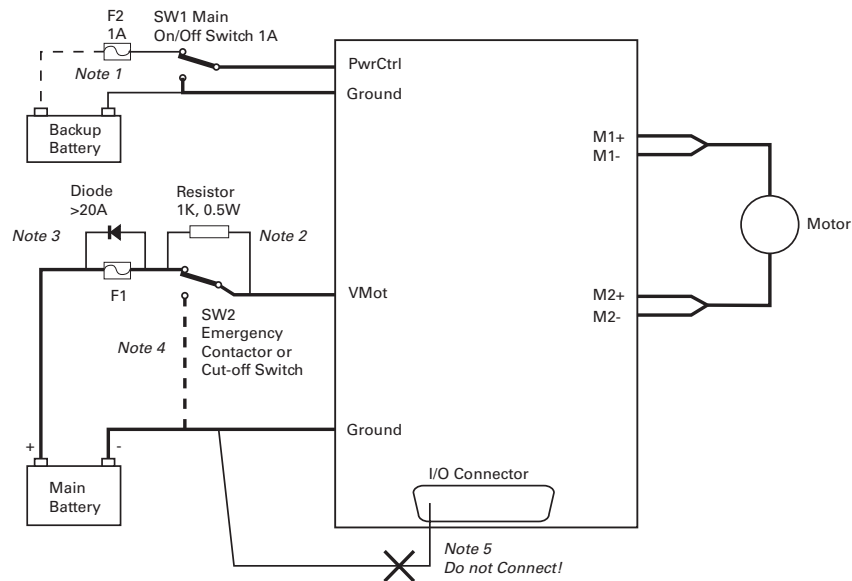 F2
1A
SW1 Main
On/Off Switch 1A
Note 1
PwrCtrl
Ground
Backup
Battery
M1+
M1-
Diode
>20A
Resistor
1K, 0.5W
Note 3
Note 2
Motor
F1
VMot
M2+
M2-
SW2
Emergency
Contactor or
Cut-off Switch
Note 4
Ground
+
-
I/O Connector
Main
Battery
Note 5
Do not Connect!